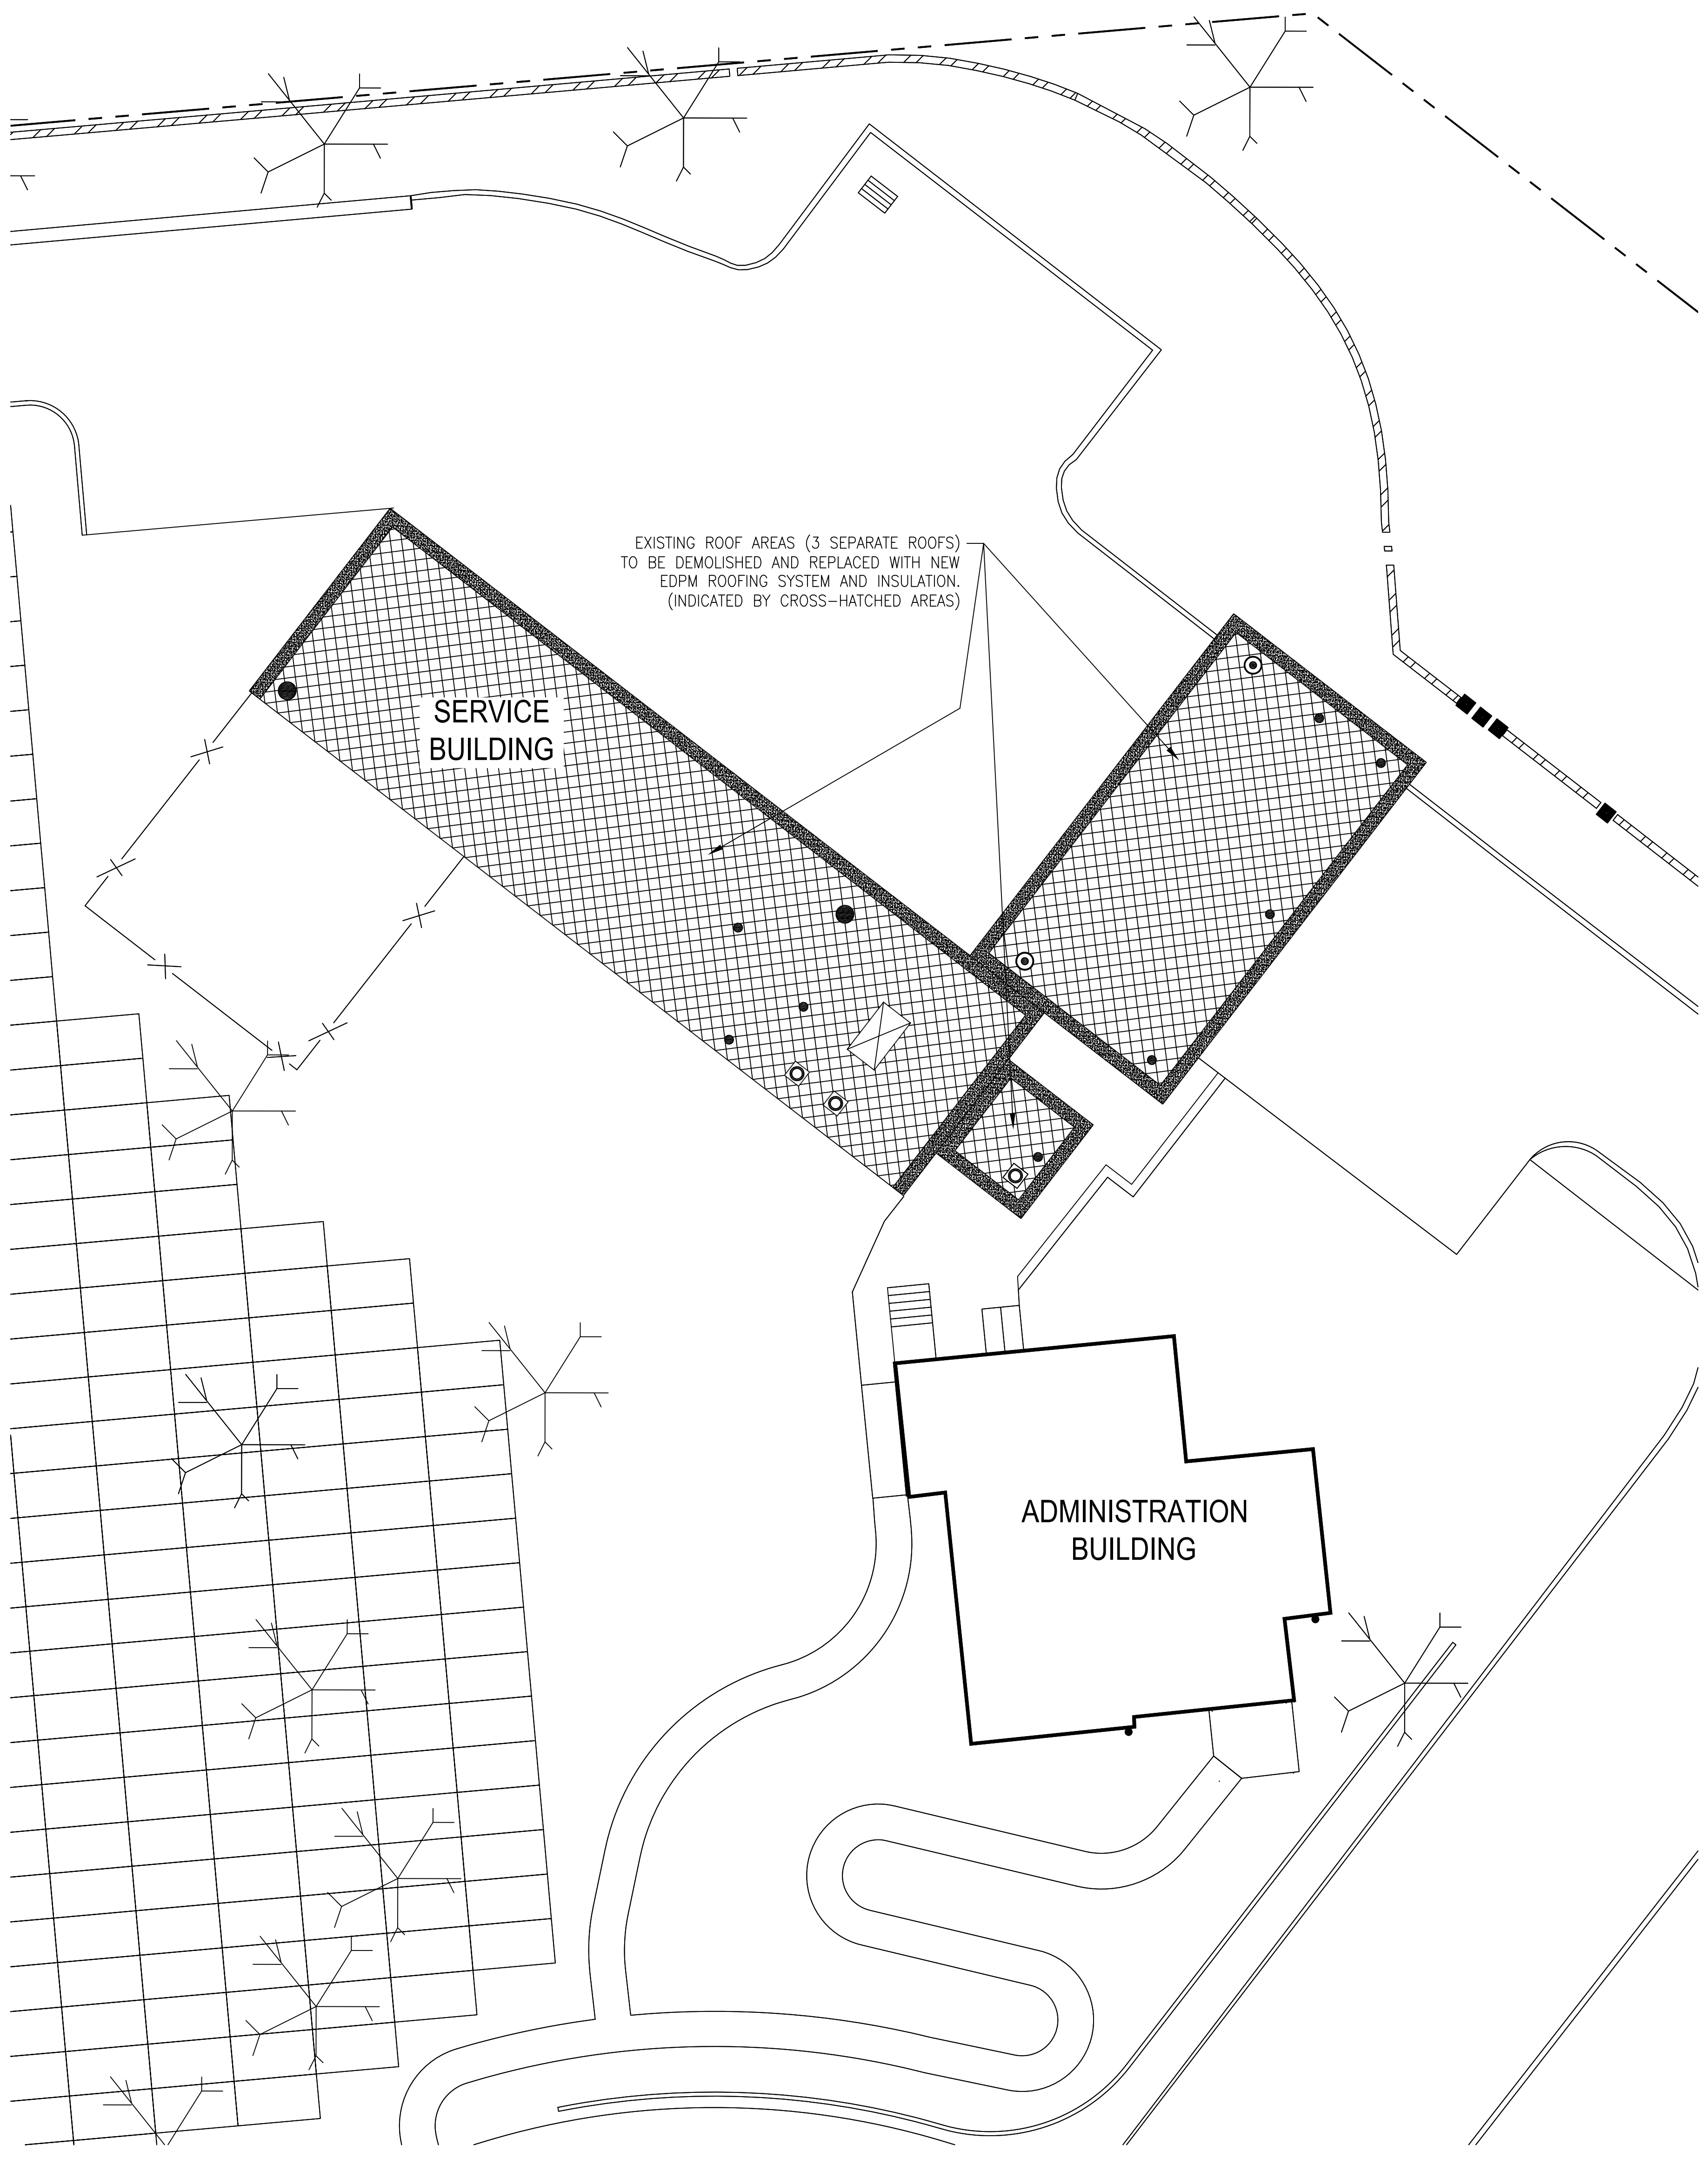 EXISTING ROOF AREAS (3 SEPARATE ROOFS)
TO BE DEMOLISHED AND REPLACED WITH NEW
EDPM ROOFING SYSTEM AND INSULATION.
(INDICATED BY CROSS-HATCHED AREAS)
SERVICE
BUILDING
ADMINISTRATION
BUILDING